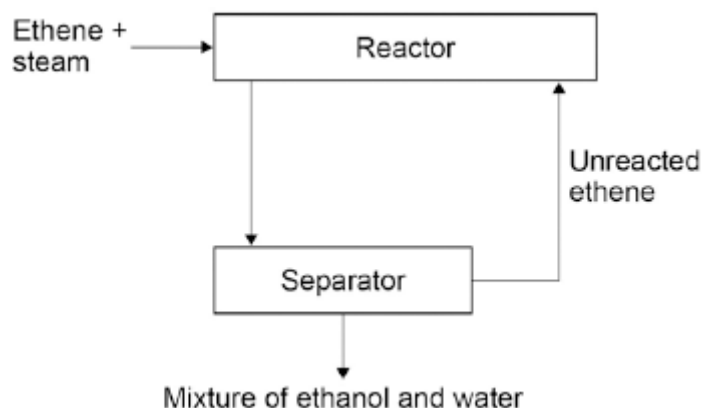 Ethene +
steam
Reactor
Unreacted
ethene
Separator
Mixture of ethanol and water